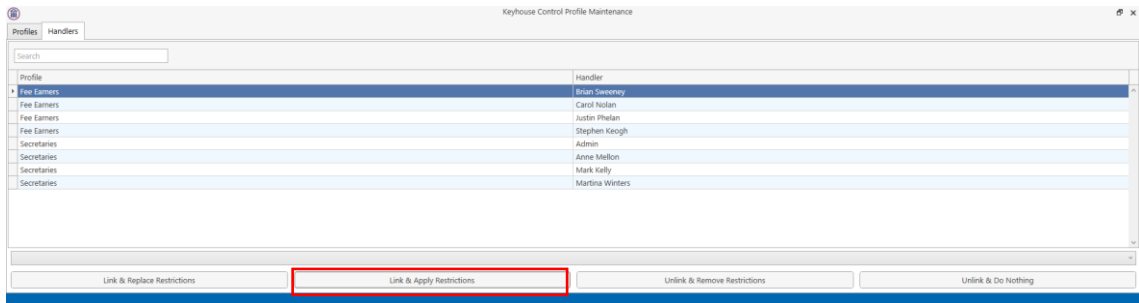 Keyhouse Control Profile Maintenance
Profiles Handlers
Search
Profile Handler
Fee Earners Brian Sweeney
Fee Earners Carol Nolan
Fee Earners Justin Phelan
Fee Earners Stephen Keogh
Secretaries Admin
Secretaries Anne Mellon
Secretaries Mark Kelly
Secretaries Martina Winters
Link & Replace Restrictions Link & Apply Restrictions Unlink & Remove Restrictions Unlink & Do Nothing